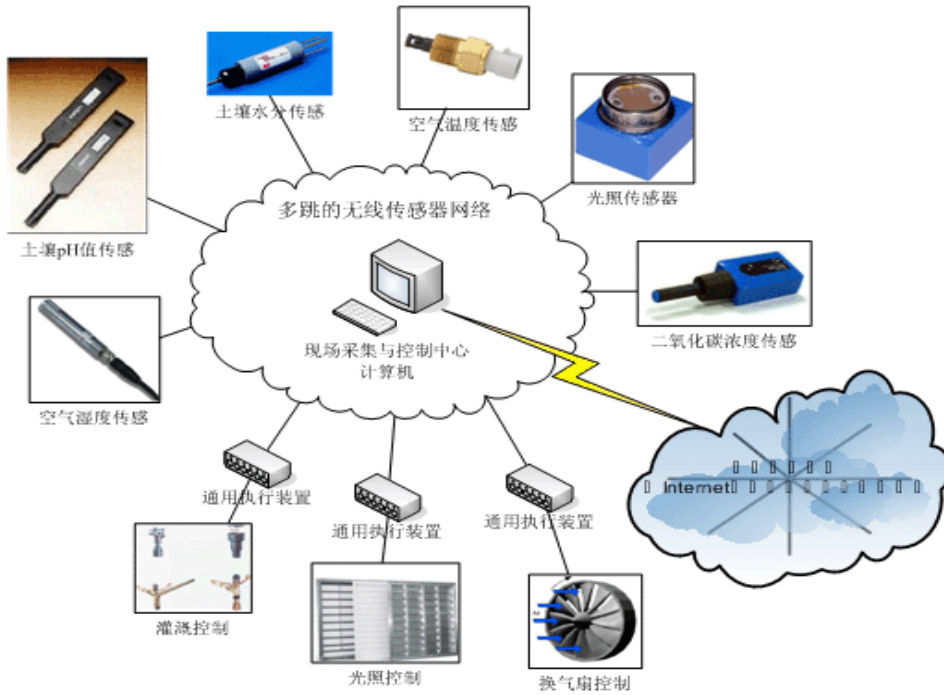 土壤水分传感
空气温度传感
光照传感器
土壤pH值传感
多跳的无线传感器网络
二氧化碳浓度传感
现场采集与控制中心
计算机
空气湿度传感
Internet
通用执行装置
通用执行装置
通用执行装置
灌溉控制
光照控制
换气扇控制